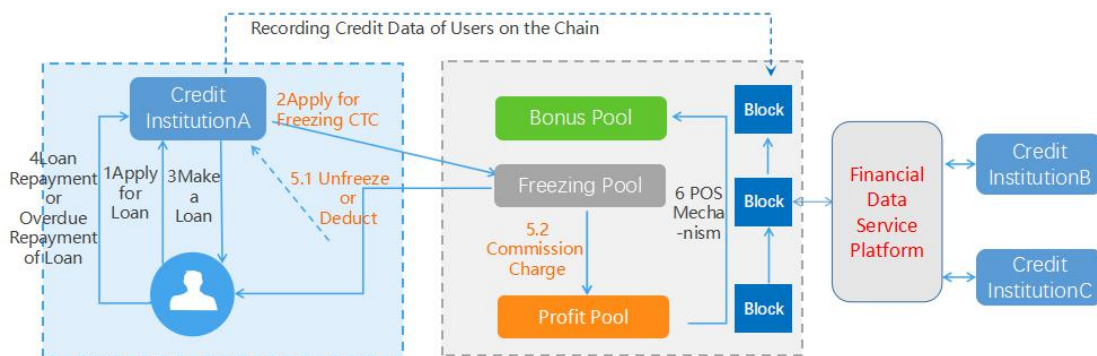 Recording Credit Data of Users on the Chain
Credit
InstitutionA
2Apply for
Freezing CTC
4Loan
Repayment
or
Overdue
Repayment
of Loan
1Apply
for
Loan
3Make
a
Loan
5.1 Unfreeze
or
Deduct
Bonus Pool
Freezing Pool
5.2
Commission
Charge
Profit Pool
6 POS
Mecha
-nism
Block
Block
Block
Financial
Data
Service
Platform
Credit
InstitutionB
Credit
InstitutionC